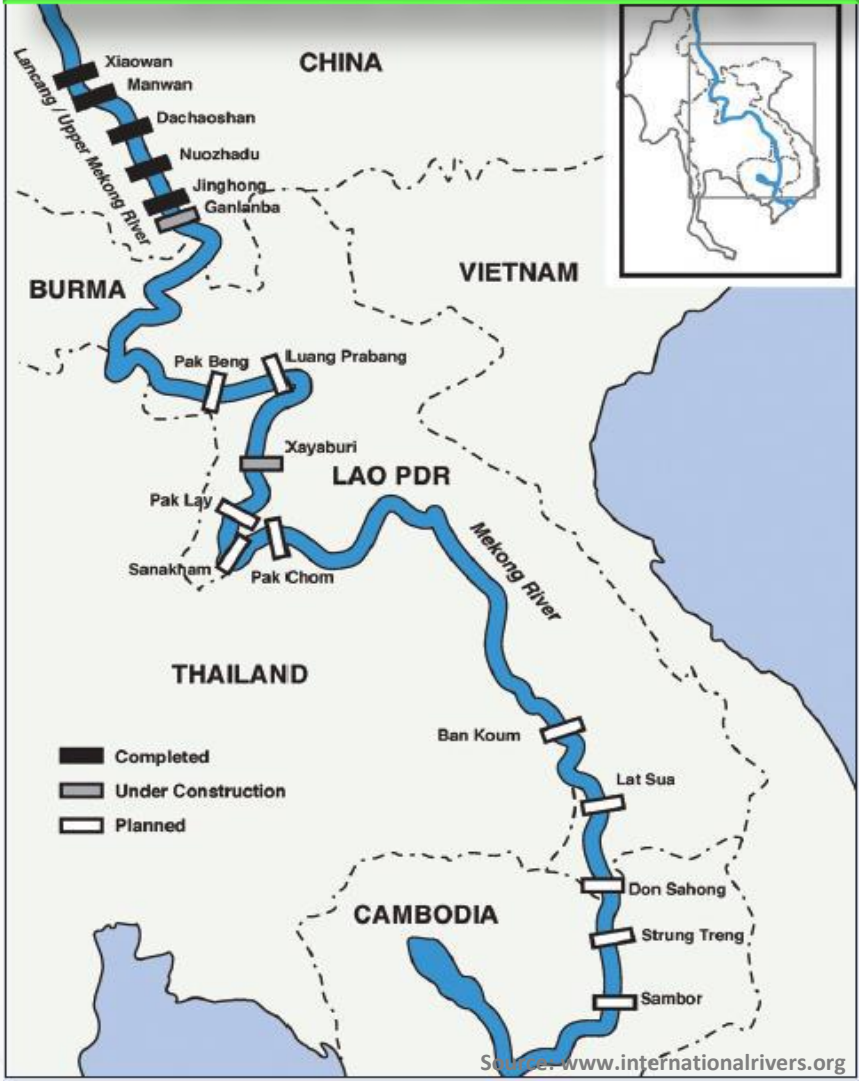 CHINA
Xiaowan
Manwan
Dachaoshan
Nuozhadu
Jinghong
Ganlanba
Lancang / Upper Mekong River
BURMA
VIETNAM
Pak Beng
Luang Prabang
Xayaburi
LAO PDR
Pak Lay
Sanakham
Pak Chom
Mekong River
THAILAND
Ban Koum
Completed
Under Construction
Planned
Lat Sua
Don Sahong
CAMBODIA
Strung Treng
Sambor
Source: www.internationalrivers.org